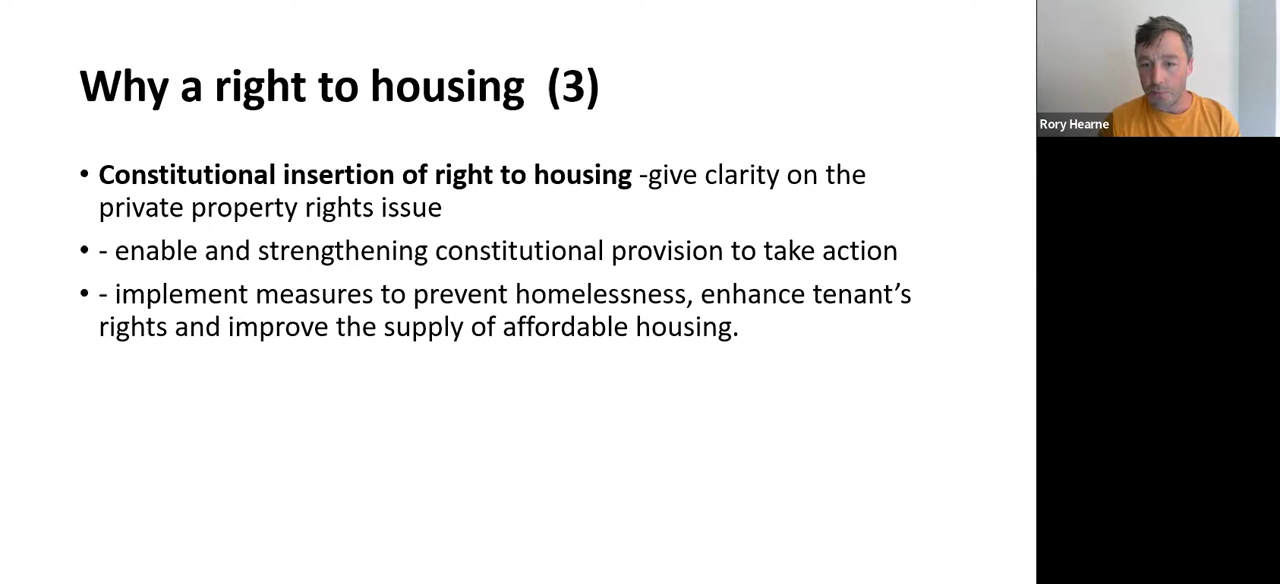 Why a right to housing (3)
• Constitutional insertion of right to housing -give clarity on the
private property rights issue
• - enable and strengthening constitutional provision to take action
• - implement measures to prevent homelessness, enhance tenant’s
rights and improve the supply of affordable housing.
Rory Hearne